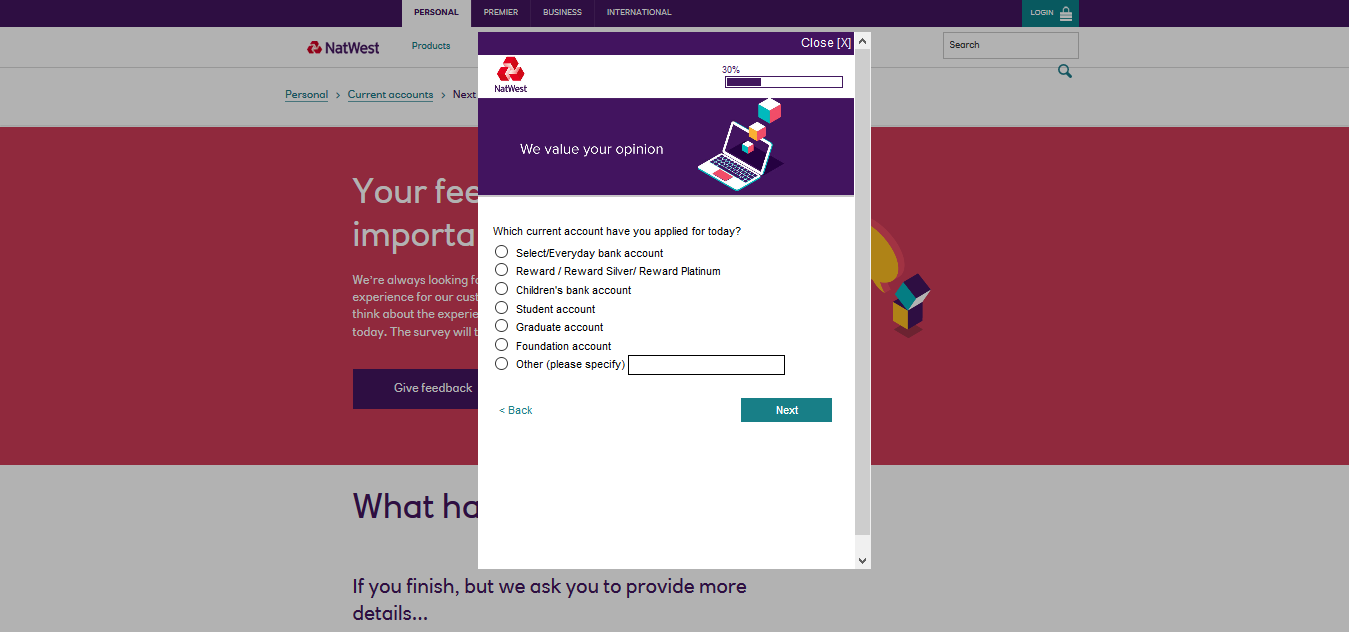 PERSONAL PREMIER BUSINESS INTERNATIONAL LOGIN
NatWest Products Search
Close [X]
NatWest
30%
Personal > Current accounts > Next
We value your opinion
Your fee
importa
We're always looking fo
experience for our cust
think about the experie
today. The survey will t
Give feedback
Which current account have you applied for today?
Select/Everyday bank account
Reward / Reward Silver/ Reward Platinum
Children's bank account
Student account
Graduate account
Foundation account
Other (please specify)
< Back Next
What ha
If you finish, but we ask you to provide more
details...